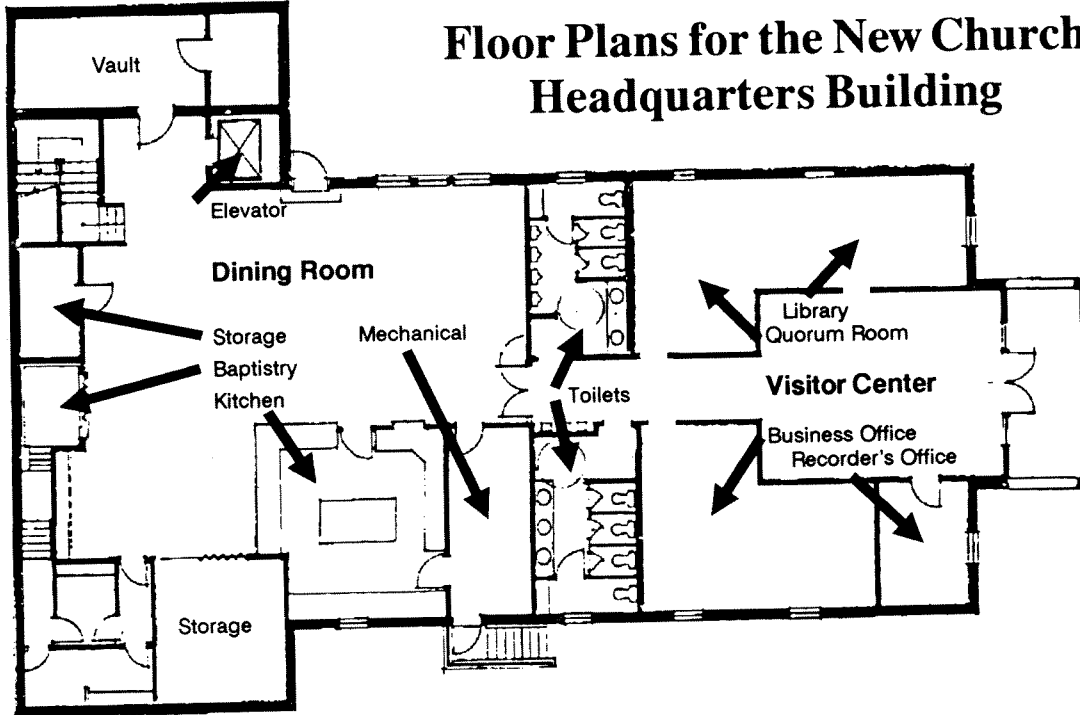 Floor Plans for the New Church
Headquarters Building
Vault
Elevator
Dining Room
Storage
Baptistry
Kitchen
Mechanical
Toilets
Library
Quorum Room
Visitor Center
Business Office
Recorder's Office
Storage